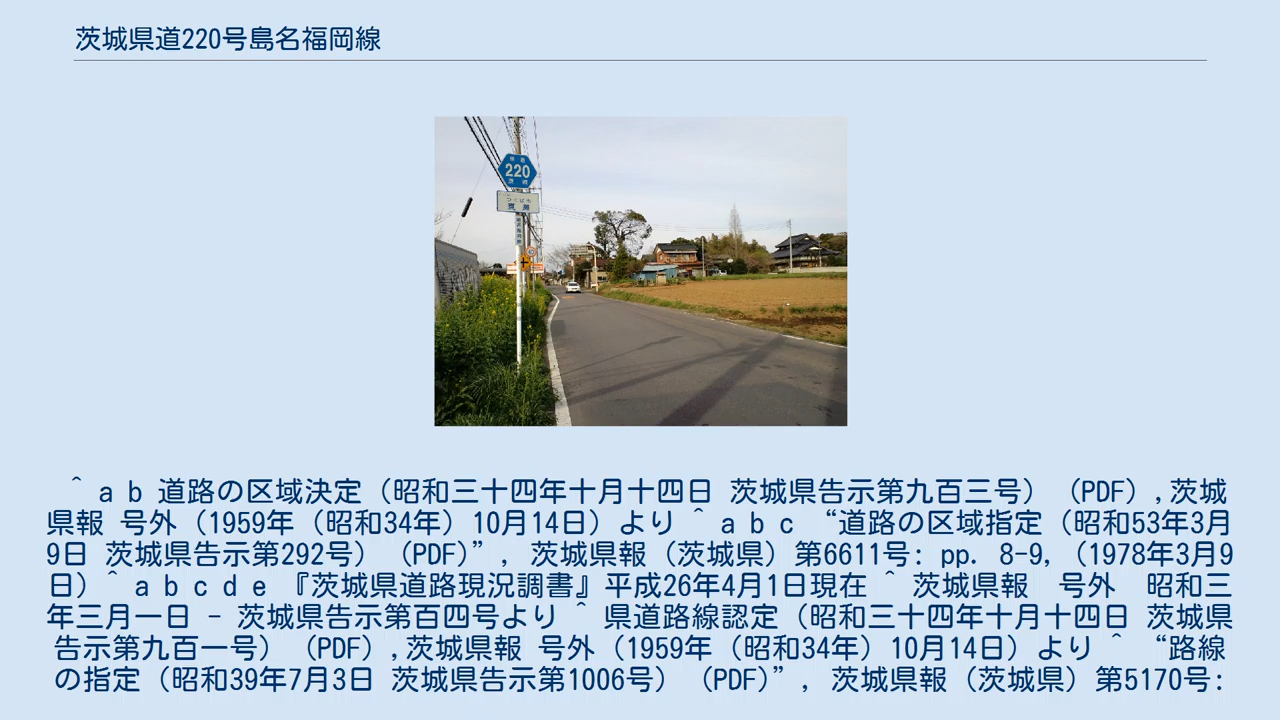 茨城県道220号島名福岡線
220
^ a b 道路の区域決定（昭和三十四年十月十四日 茨城県告示第九百三号）（PDF）,茨城
県報 号外（1959年（昭和34年）10月14日）より ^ a b c “道路の区域指定（昭和53年3月
9日 茨城県告示第292号）（PDF）”, 茨城県報（茨城県）第6611号: pp. 8-9,（1978年3月9
日）^ a b c d e 『茨城県道路現況調書』平成26年4月1日現在 ^ 茨城県報　号外　昭和三
年三月一日 - 茨城県告示第百四号より ^ 県道路線認定（昭和三十四年十月十四日 茨城県
告示第九百一号）（PDF）,茨城県報 号外（1959年（昭和34年）10月14日）より ^ “路線
の指定（昭和39年7月3日 茨城県告示第1006号）（PDF）”, 茨城県報（茨城県）第5170号: